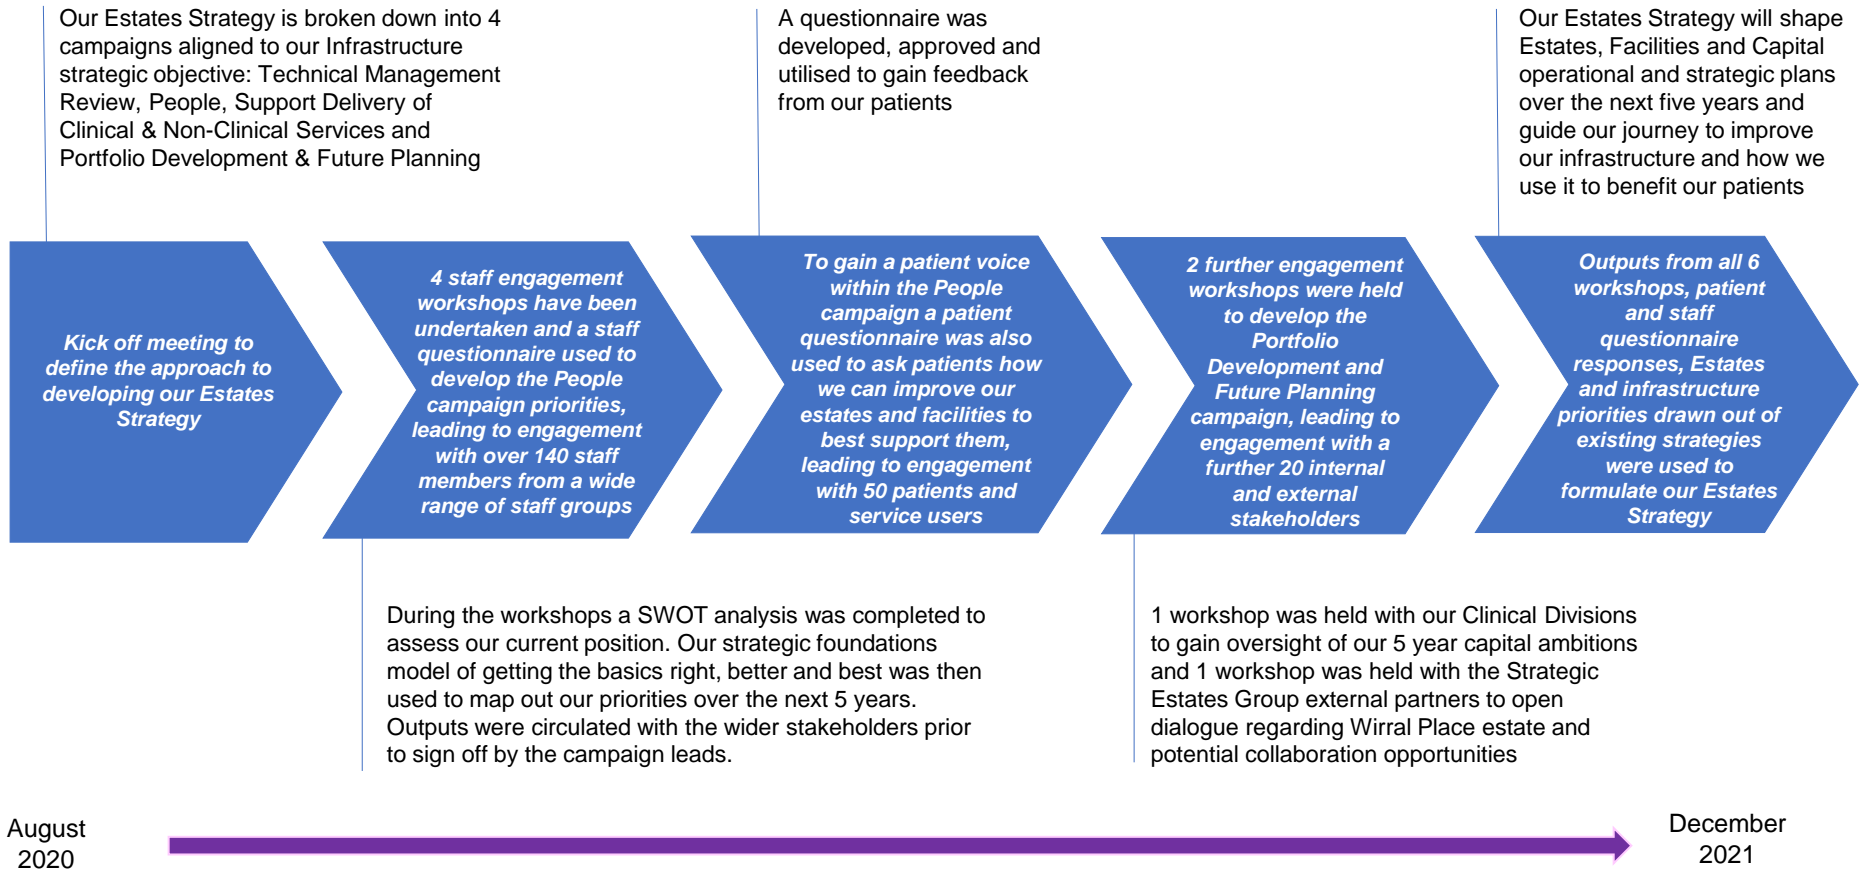 Our Estates Strategy is broken down into 4
campaigns aligned to our Infrastructure
strategic objective: Technical Management
Review, People, Support Delivery of
Clinical & Non-Clinical Services and
Portfolio Development & Future Planning
A questionnaire was
developed, approved and
utilised to gain feedback
from our patients
Our Estates Strategy will shape
Estates, Facilities and Capital
operational and strategic plans
over the next five years and
guide our journey to improve
our infrastructure and how we
use it to benefit our patients
Kick off meeting to
define the approach to
developing our Estates
Strategy
4 staff engagement
workshops have been
undertaken and a staff
questionnaire used to
develop the People
campaign priorities,
leading to engagement
with over 140 staff
members from a wide
range of staff groups
To gain a patient voice
within the People
campaign a patient
questionnaire was also
used to ask patients how
we can improve our
estates and facilities to
best support them,
leading to engagement
with 50 patients and
service users
2 further engagement
workshops were held
to develop the
Portfolio
Development and
Future Planning
campaign, leading to
engagement with a
further 20 internal
and external
stakeholders
Outputs from all 6
workshops, patient
and staff
questionnaire
responses, Estates
and infrastructure
priorities drawn out of
existing strategies
were used to
formulate our Estates
Strategy
During the workshops a SWOT analysis was completed to
assess our current position. Our strategic foundations
model of getting the basics right, better and best was then
used to map out our priorities over the next 5 years.
Outputs were circulated with the wider stakeholders prior
to sign off by the campaign leads.
1 workshop was held with our Clinical Divisions
to gain oversight of our 5 year capital ambitions
and 1 workshop was held with the Strategic
Estates Group external partners to open
dialogue regarding Wirral Place estate and
potential collaboration opportunities
August
2020
December
2021